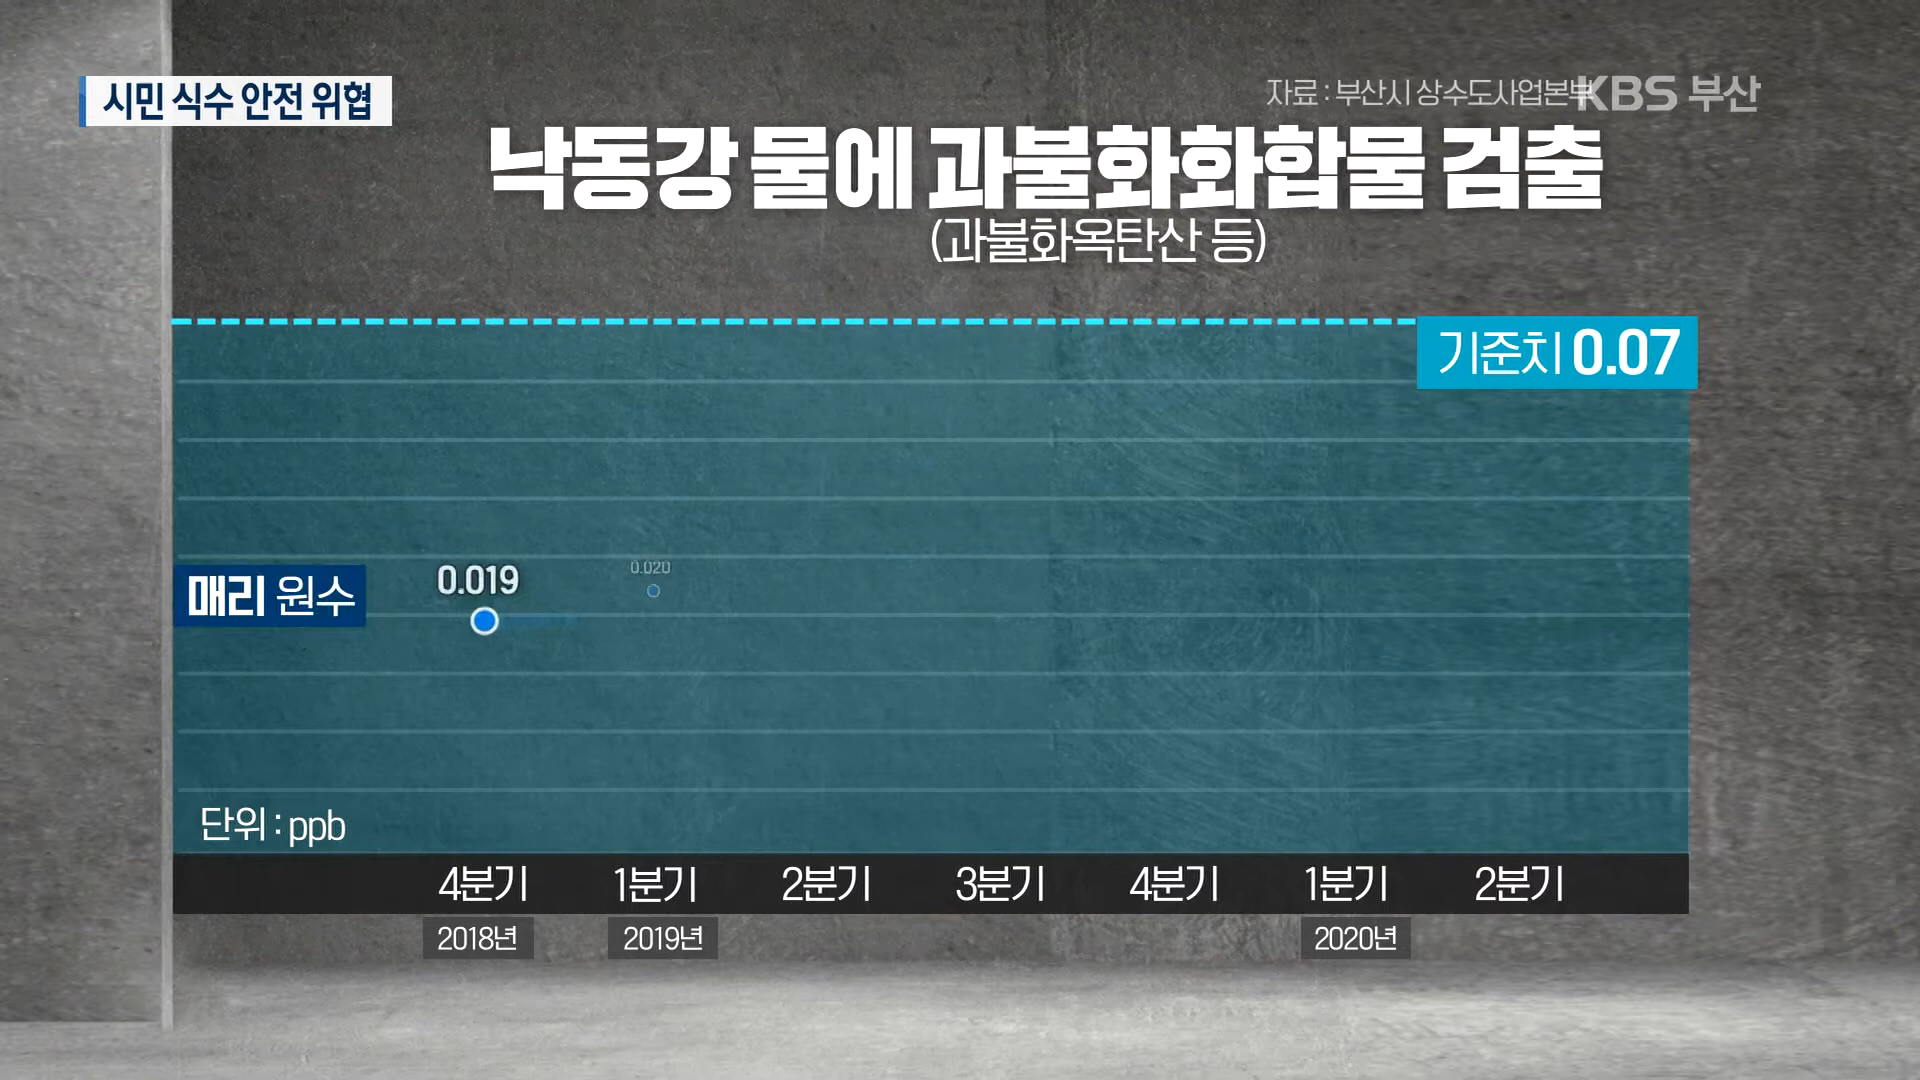 시민 식수 안전 위협
자료 : 부산시 상수도사업본부
KBS 부산
낙동강 물에 과불화화합물 검출
(과불화옥탄산 등)
기준치 0.07
매리 원수
0.019
0.020
단위 : ppb
4분기 1분기 2분기 3분기 4분기 1분기 2분기
2018년 2019년 2020년